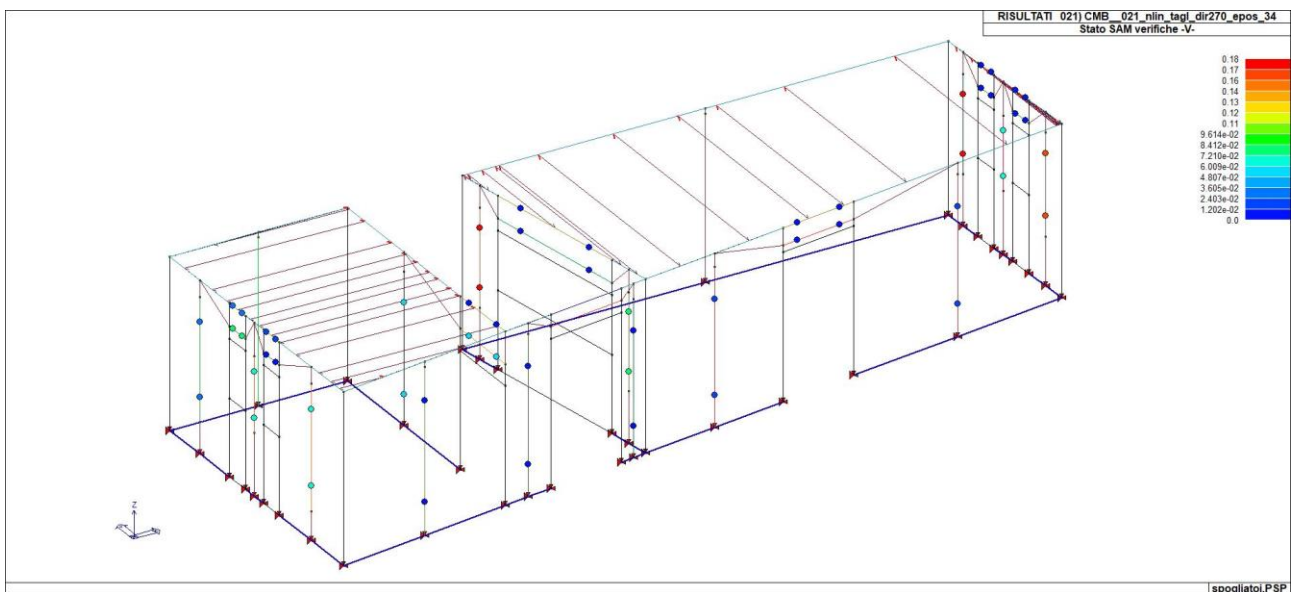 RISULTATI 021) CMB__021_nlin_tagl_dir270_epos_34
Stato SAM verifiche -V-
0.18
0.17
0.16
0.14
0.13
0.12
0.11
9.614e-02
8.412e-02
7.210e-02
6.009e-02
4.807e-02
3.605e-02
2.403e-02
1.202e-02
0.0
Z
spogliatoi.PSP